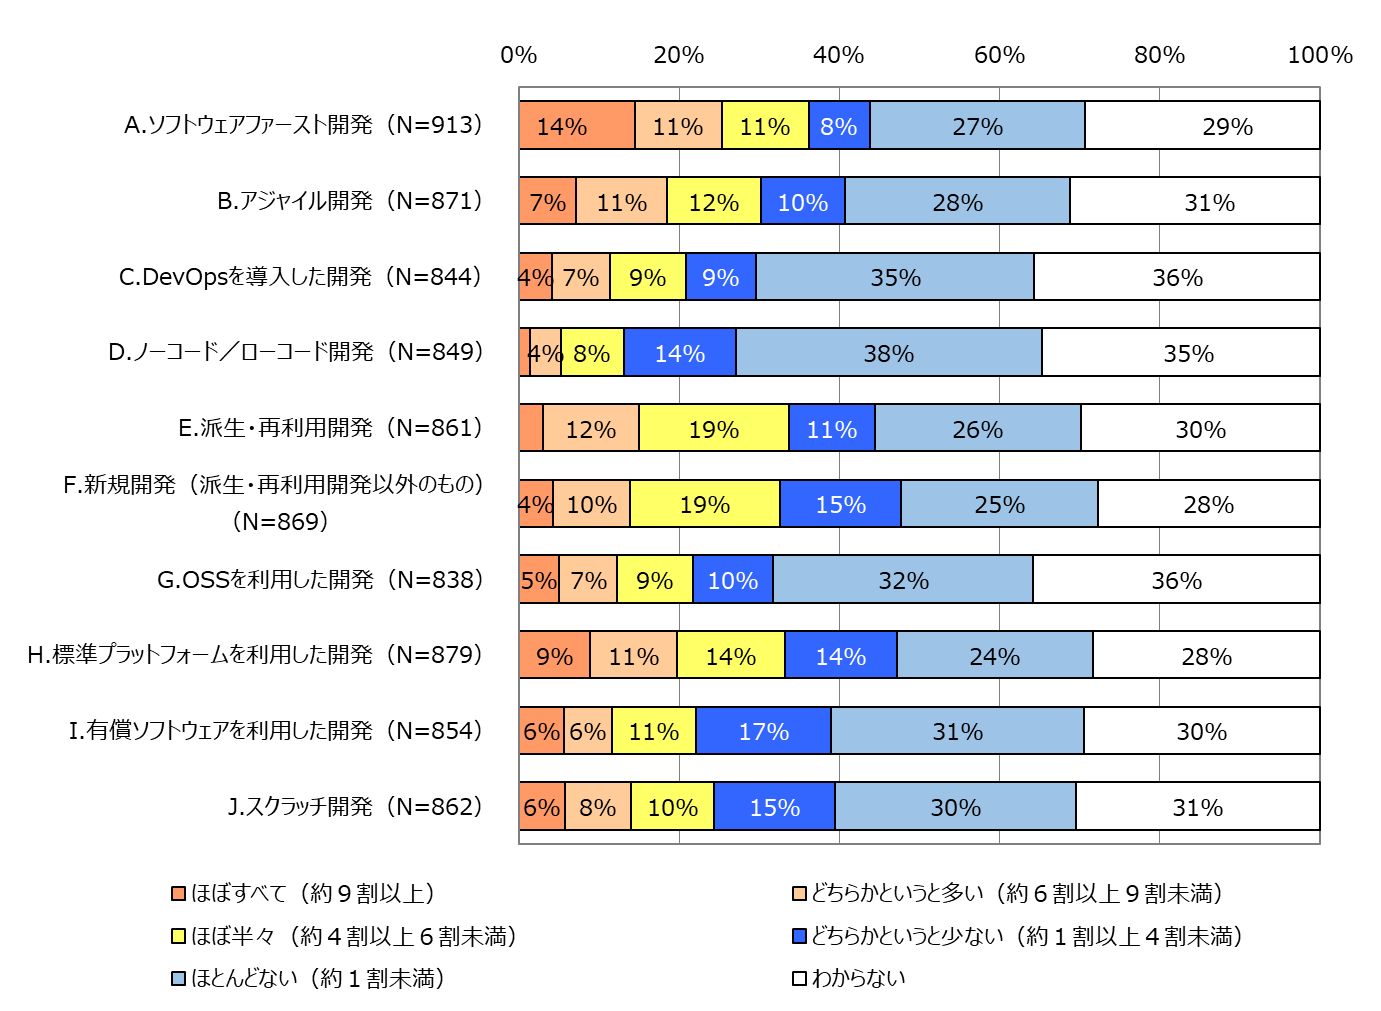 0% 20% 40% 60% 80% 100%
A.ソフトウェアファースト開発（N=913） 14% 11% 11% 8% 27% 29%
B.アジャイル開発（N=871） 7% 11% 12% 10% 28% 31%
C.DevOpsを導入した開発（N=844） 4% 7% 9% 9% 35% 36%
D.ノーコード／ローコード開発（N=849） 4% 8% 14% 38% 35%
E.派生・再利用開発（N=861） 12% 19% 11% 26% 30%
F.新規開発（派生・再利用開発以外のもの）
（N=869） 4% 10% 19% 15% 25% 28%
G.OSSを利用した開発（N=838） 5% 7% 9% 10% 32% 36%
H.標準プラットフォームを利用した開発（N=879） 9% 11% 14% 14% 24% 28%
I.有償ソフトウェアを利用した開発（N=854） 6% 6% 11% 17% 31% 30%
J.スクラッチ開発（N=862） 6% 8% 10% 15% 30% 31%
ほぼすべて（約９割以上） どちらかというと多い（約６割以上９割未満）
ほぼ半々（約４割以上６割未満） どちらかというと少ない（約１割以上４割未満）
ほとんどない（約１割未満） わからない